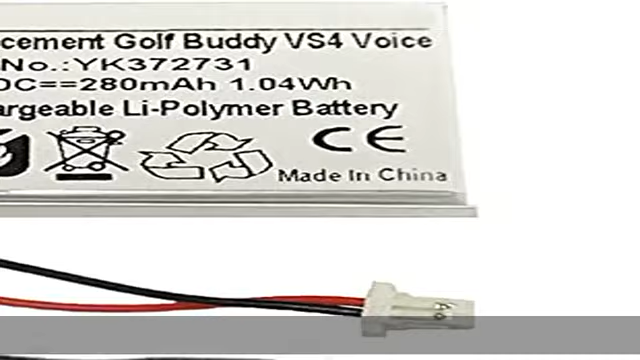 cement Golf Buddy VS4 Voice
No.:YK372731
DC==280mAh 1.04Wh
argeable Li-Polymer Battery
CE
Made In China